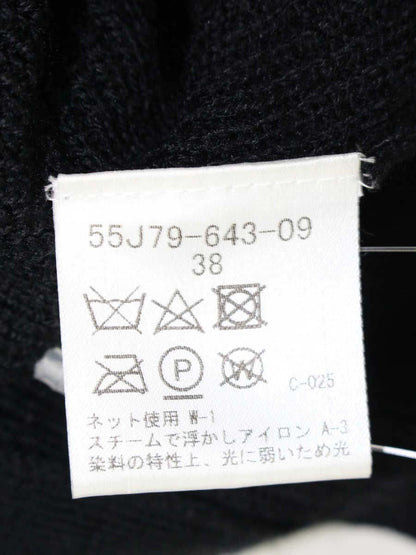 55J79-643-09
38
P W
C-025
ネット使用 W-1
スチームで浮かしアイロン A-3
染料の特性上、光に弱いため光